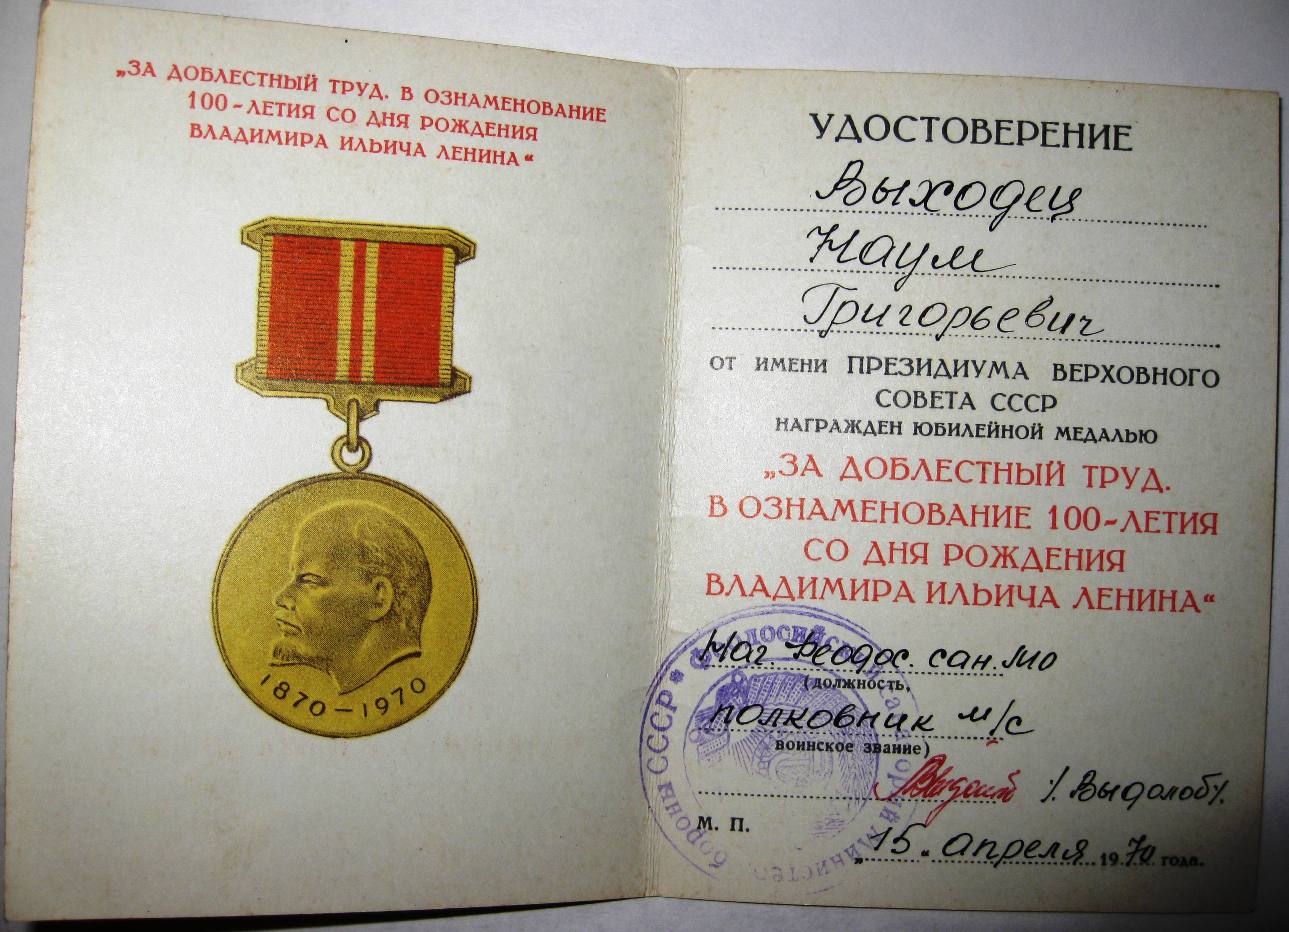 „ЗА ДОБЛЕСТНЫЙ ТРУД. В ОЗНАМЕНОВАНИЕ
100-ЛЕТИЯ СО ДНЯ РОЖДЕНИЯ
ВЛАДИМИРА ИЛЬИЧА ЛЕНИНА“
1870-1970
УДОСТОВЕРЕНИЕ
Выходец
Наум
Григорьевич
ОТ ИМЕНИ ПРЕЗИДИУМА ВЕРХОВНОГО
СОВЕТА СССР
НАГРАЖДЕН ЮБИЛЕЙНОЙ МЕДАЛЬЮ
„ЗА ДОБЛЕСТНЫЙ ТРУД.
В ОЗНАМЕНОВАНИЕ 100-ЛЕТИЯ
СО ДНЯ РОЖДЕНИЯ
ВЛАДИМИРА ИЛЬИЧА ЛЕНИНА“
Нач. Феодос. сан. МО
(должность,
полковник м/с
воинское звание)
М. П.
„15“ апреля 1970 года.